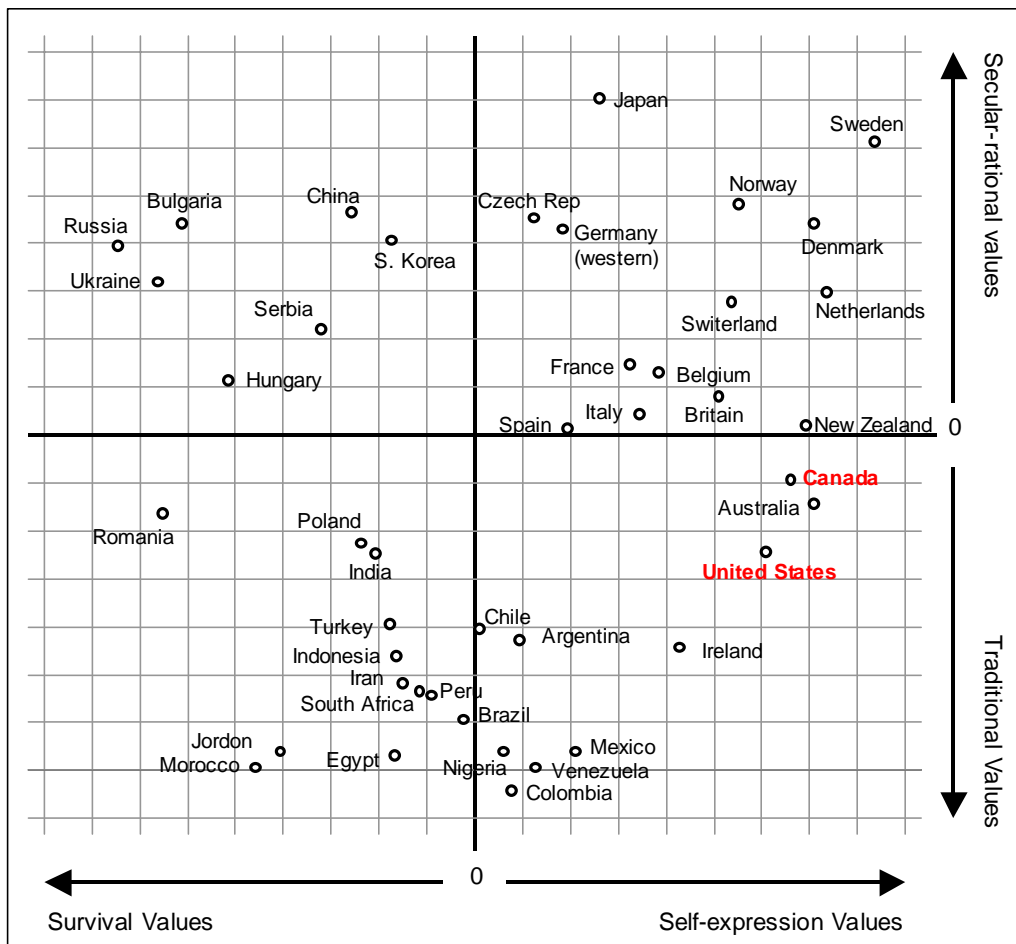 Japan
Sweden
Norway
China
Czech Rep
Bulgaria
Russia
Germany
(western)
Denmark
S. Korea
Ukraine
Serbia
Netherlands
Switerland
France
Belgium
Hungary
Italy
Britain
Spain
New Zealand
0
Canada
Australia
Poland
Romania
India
United States
Chile
Turkey
Argentina
Ireland
Indonesia
Iran
South Africa
Peru
Brazil
Jordon
Mexico
Egypt
Morocco
Nigeria
Venezuela
Colombia
Secular-rational values
Traditional Values
0
Survival Values
Self-expression Values